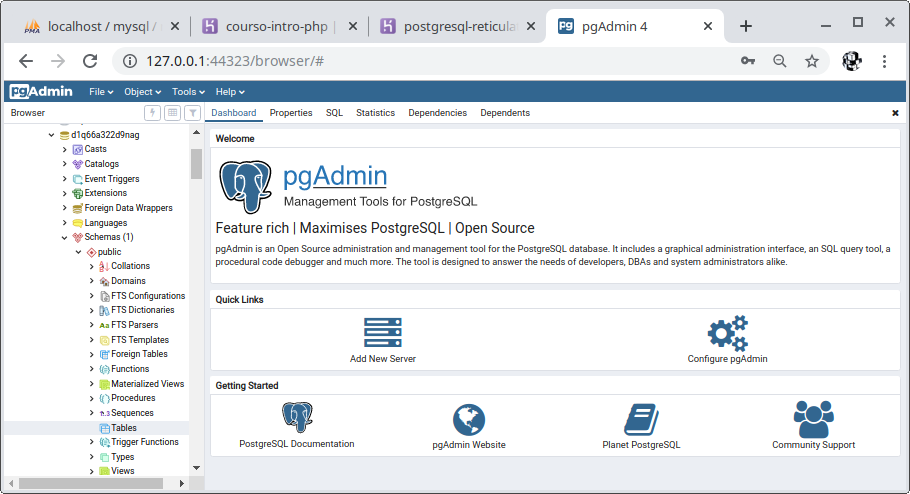 PMA localhost / mysql /
courso-intro-php
postgresql-reticula
pgAdmin 4
127.0.0.1:44323/browser/#
pgAdmin File Object Tools Help
Browser
Dashboard Properties SQL Statistics Dependencies Dependents
d1q66a322d9nag
Casts
Catalogs
Event Triggers
Extensions
Foreign Data Wrappers
Languages
Schemas (1)
public
Collations
Domains
FTS Configurations
FTS Dictionaries
Aa FTS Parsers
FTS Templates
Foreign Tables
Functions
Materialized Views
Procedures
1..3 Sequences
Tables
Trigger Functions
Types
Views
Welcome
pgAdmin
Management Tools for PostgreSQL
Feature rich | Maximises PostgreSQL | Open Source
pgAdmin is an Open Source administration and management tool for the PostgreSQL database. It includes a graphical administration interface, an SQL query tool, a
procedural code debugger and much more. The tool is designed to answer the needs of developers, DBAs and system administrators alike.
Quick Links
Add New Server
Configure pgAdmin
Getting Started
PostgreSQL Documentation
pgAdmin Website
Planet PostgreSQL
Community Support